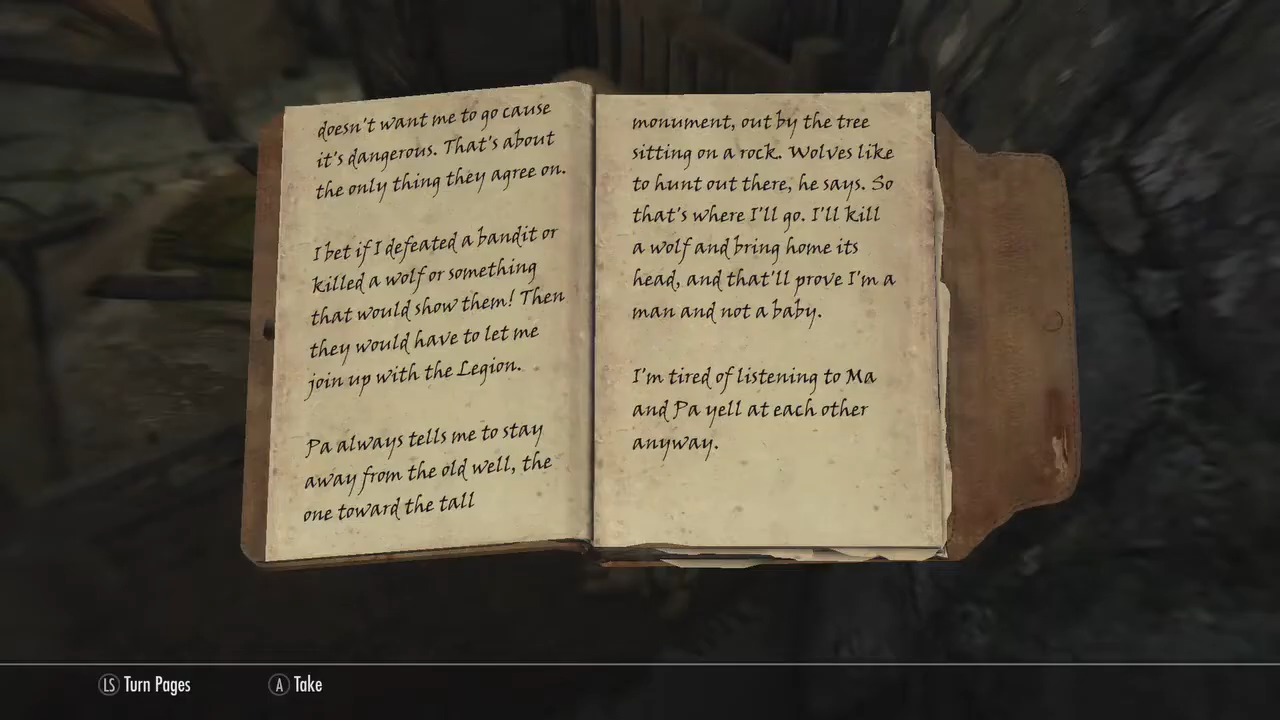 doesn't want me to go cause
it's dangerous. That's about
the only thing they agree on.
I bet if I defeated a bandit or
killed a wolf or something
that would show them! Then
they would have to let me
join up with the Legion.
Pa always tells me to stay
away from the old well, the
one toward the tall
monument, out by the tree
sitting on a rock. Wolves like
to hunt out there, he says. So
that's where I'll go. I'll kill
a wolf and bring home its
head, and that'll prove I'm a
man and not a baby.
I'm tired of listening to Ma
and Pa yell at each other
anyway.
LS Turn Pages
A Take